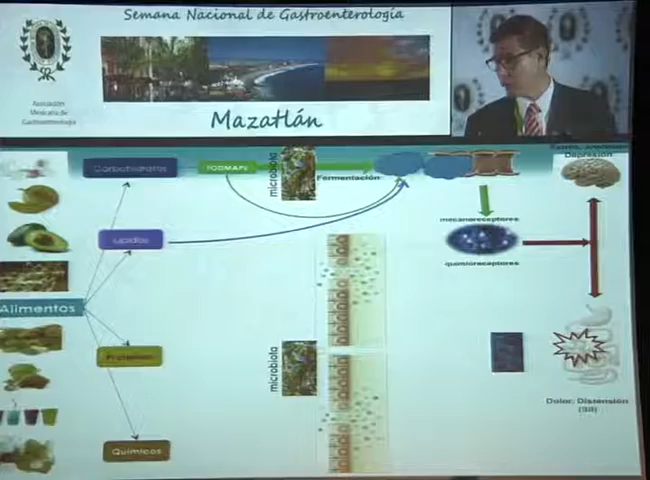 Semana Nacional de Gastroenterología
Asociación
Mexicana de
Gastroenterología
Mazatlán
Carbohidratos
FODMAPs
microbiota
Fermentación
Depresión
mecanoreceptores
Lípidos
quimioreceptores
Alimentos
Proteínas
microbiota
Dolor, Distensión
(SII)
Químicos